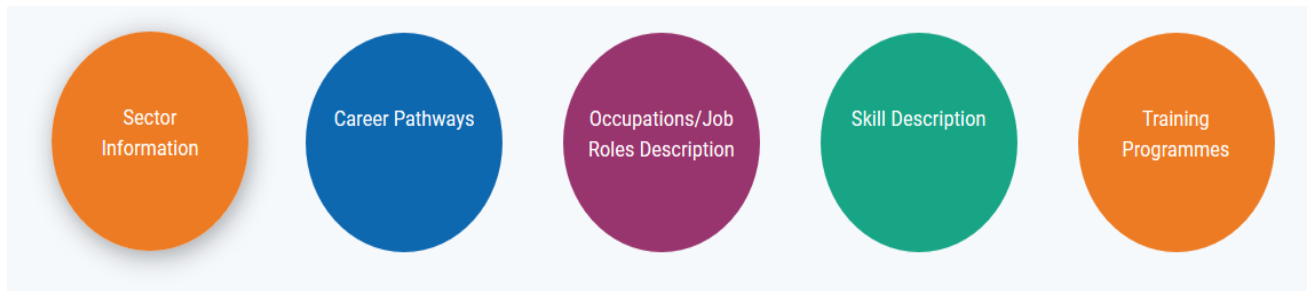 Sector
Information
Career Pathways
Occupations/Job
Roles Description
Skill Description
Training
Programmes